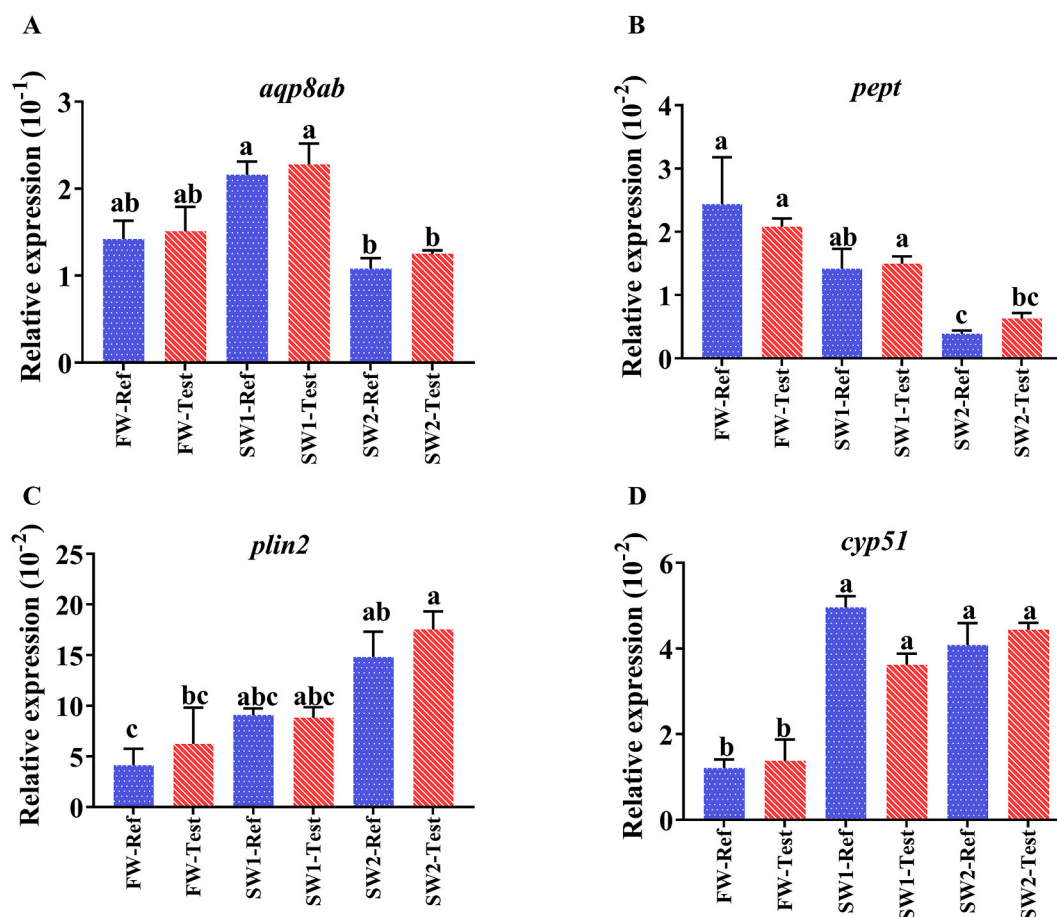 A
aqp8ab
Relative expression (10⁻¹)
3
2
1
0
ab
ab
a
a
b
b
FW-Ref
FW-Test
SW1-Ref
SW1-Test
SW2-Ref
SW2-Test
B
pept
Relative expression (10⁻²)
4
3
2
1
0
a
a
ab
a
c
bc
FW-Ref
FW-Test
SW1-Ref
SW1-Test
SW2-Ref
SW2-Test
C
plin2
Relative expression (10⁻²)
25
20
15
10
5
0
c
bc
abc
abc
ab
a
FW-Ref
FW-Test
SW1-Ref
SW1-Test
SW2-Ref
SW2-Test
D
cyp51
Relative expression (10⁻²)
6
4
2
0
b
b
a
a
a
a
FW-Ref
FW-Test
SW1-Ref
SW1-Test
SW2-Ref
SW2-Test